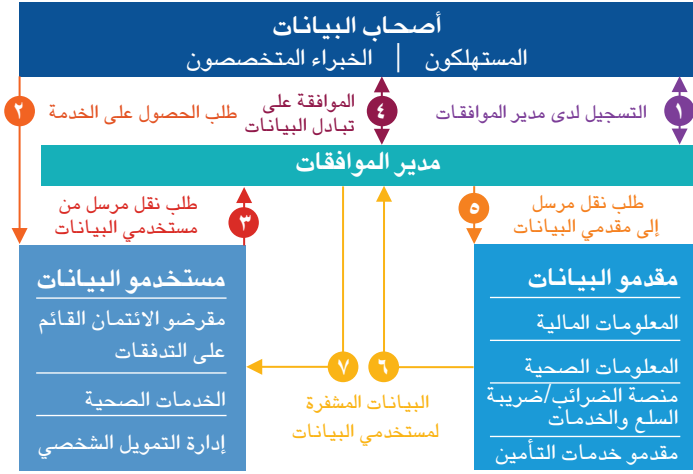 أصحاب البيانات
المستهلكون | الخبراء المتخصصون
١
التسجيل لدى مدير الموافقات
٤
الموافقة على
تبادل البيانات
٢
طلب الحصول على الخدمة
مدير الموافقات
٥
طلب نقل مرسل
إلى مقدمي البيانات
٣
طلب نقل مرسل من
مستخدمي البيانات
مقدمو البيانات
المعلومات المالية
المعلومات الصحية
منصة الضرائب/ضريبة
السلع والخدمات
مقدمو خدمات التأمين
٦
٧
البيانات المشفرة
لمستخدمي البيانات
مستخدمو البيانات
مقرضو الائتمان القائم
على التدفقات
الخدمات الصحية
إدارة التمويل الشخصي